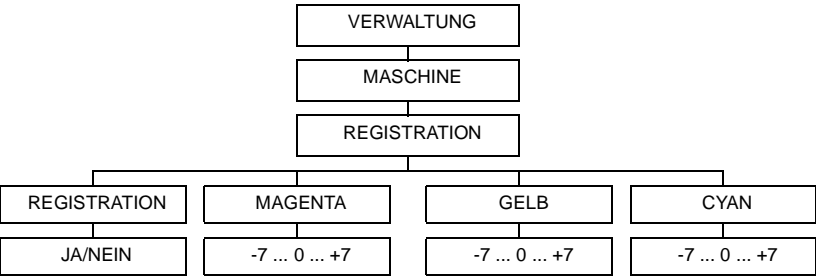 VERWALTUNG
MASCHINE
REGISTRATION
REGISTRATION MAGENTA GELB CYAN
JA/NEIN -7 ... 0 ... +7 -7 ... 0 ... +7 -7 ... 0 ... +7